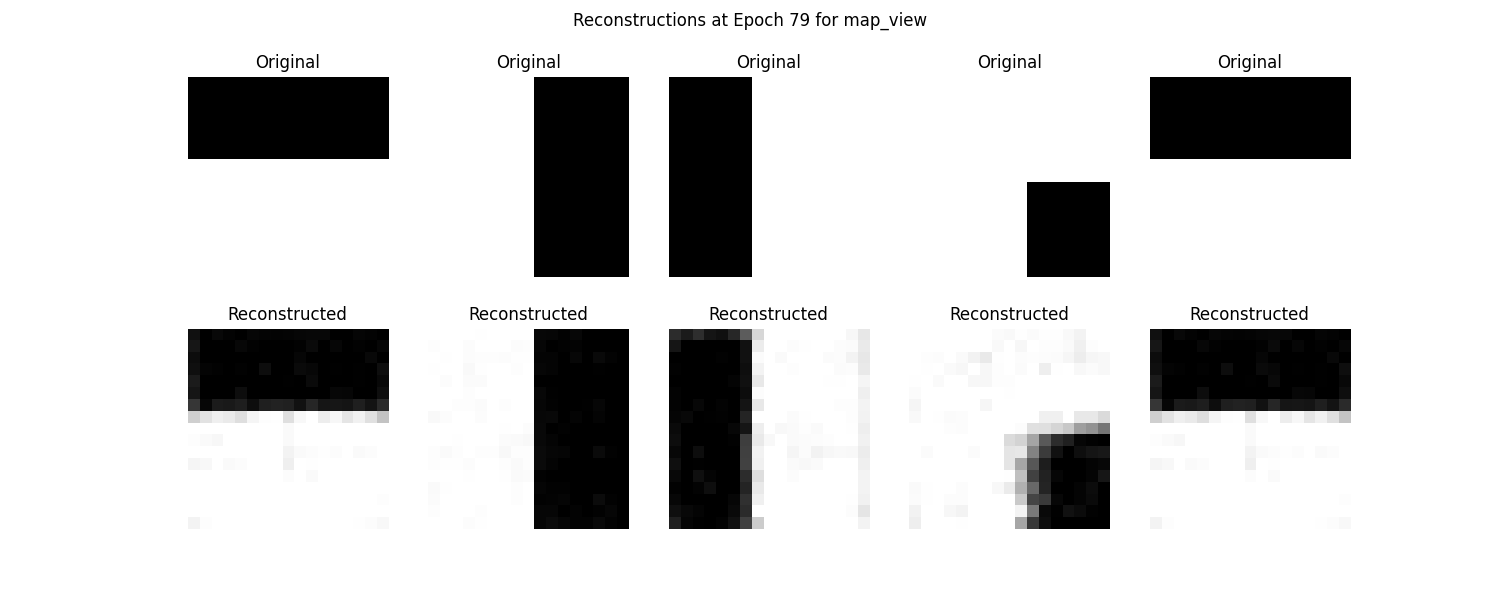 Reconstructions at Epoch 79 for map_view
Original Original Original Original Original
Reconstructed Reconstructed Reconstructed Reconstructed Reconstructed